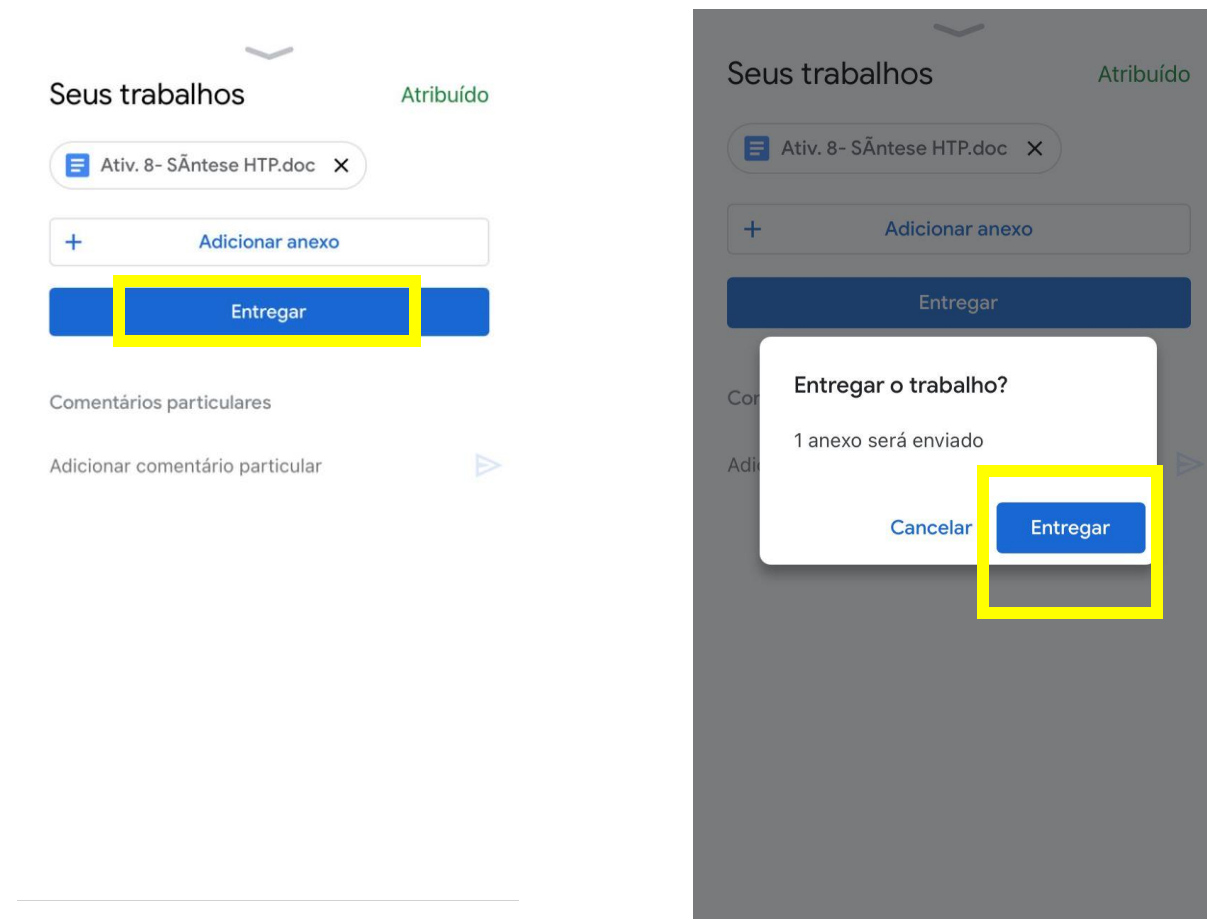 Seus trabalhos
Atribuído
Ativ. 8- SÃntese HTP.doc
Adicionar anexo
Entregar
Comentários particulares
Adicionar comentário particular
Seus trabalhos
Atribuído
Ativ. 8- SÃntese HTP.doc
Adicionar anexo
Entregar
Entregar o trabalho?
1 anexo será enviado
Cancelar
Entregar